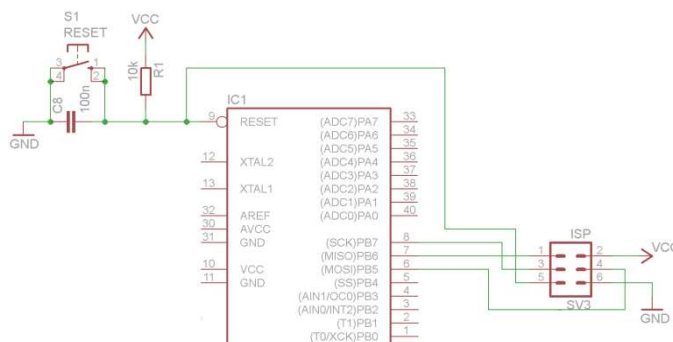 S1
RESET
VCC
3 1
4 2
10k
R1
C8
100n
GND
IC1
9 RESET
12 XTAL2
13 XTAL1
32 AREF
30 AVCC
31 GND
10 VCC
11 GND
(ADC7)PA7 33
(ADC6)PA6 34
(ADC5)PA5 35
(ADC4)PA4 36
(ADC3)PA3 37
(ADC2)PA2 38
(ADC1)PA1 39
(ADC0)PA0 40
(SCK)PB7 8
(MISO)PB6 7
(MOSI)PB5 6
(SS)PB4 5
(AIN1/OC0)PB3 4
(AIN0/INT2)PB2 3
(T1)PB1 2
(T0/XCK)PB0 1
ISP
1 2
3 4
5 6
SV3
VCC
GND